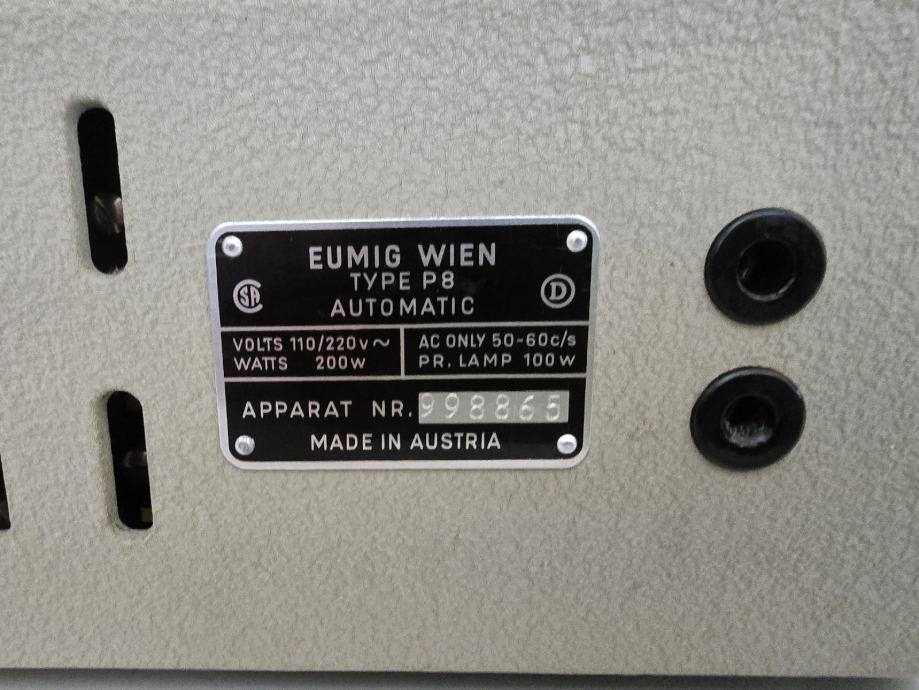 EUMIG WIEN
TYPE P8
CSA
D
AUTOMATIC
VOLTS 110/220V~
WATTS 200W
AC ONLY 50-60c/s
PR. LAMP 100W
APPARAT NR. 998865
MADE IN AUSTRIA